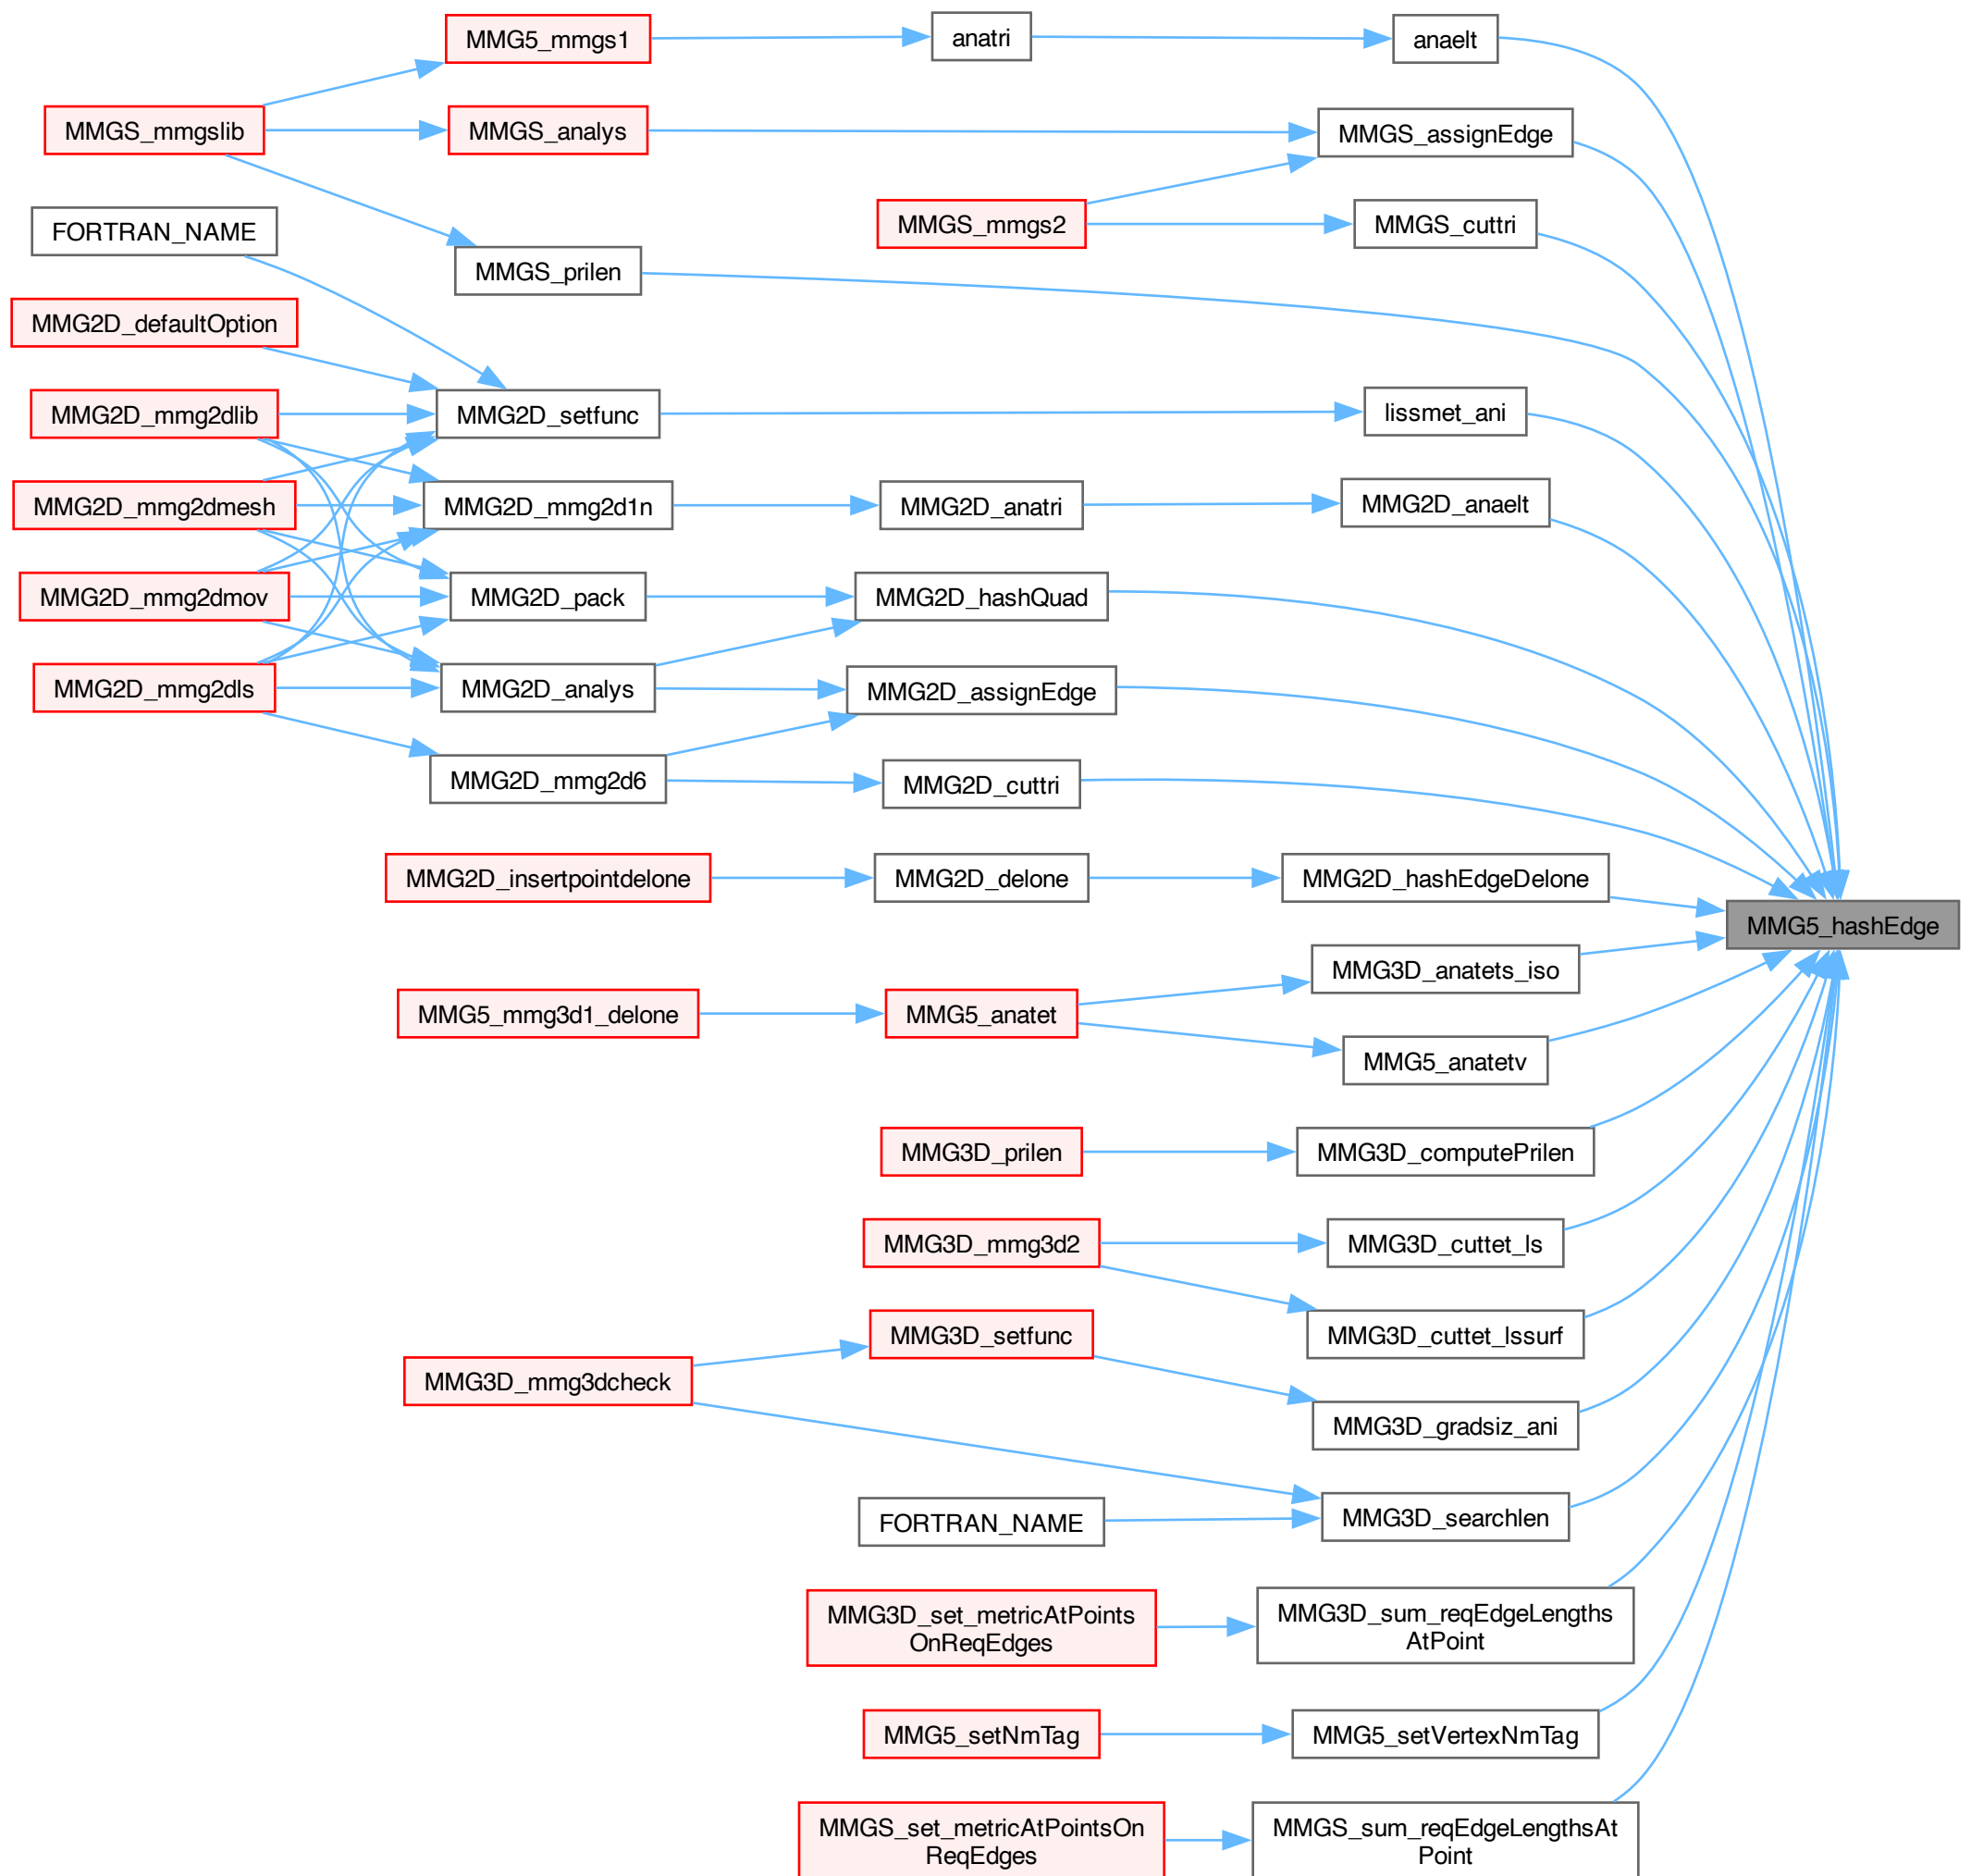 MMG5_mmgs1
anatri
anaelt
MMGS_mmgslib
MMGS_analys
MMGS_assignEdge
FORTRAN_NAME
MMGS_mmgs2
MMGS_cuttri
MMGS_prilen
MMG2D_defaultOption
MMG2D_mmg2dlib
MMG2D_setfunc
lissmet_ani
MMG2D_mmg2dmesh
MMG2D_mmg2d1n
MMG2D_anatri
MMG2D_anaelt
MMG2D_mmg2dmov
MMG2D_pack
MMG2D_hashQuad
MMG2D_mmg2dls
MMG2D_analys
MMG2D_assignEdge
MMG2D_mmg2d6
MMG2D_cuttri
MMG2D_insertpointdelone
MMG2D_delone
MMG2D_hashEdgeDelone
MMG5_hashEdge
MMG3D_anatets_iso
MMG5_mmg3d1_delone
MMG5_anatet
MMG5_anatetv
MMG3D_prilen
MMG3D_computePrilen
MMG3D_mmg3d2
MMG3D_cuttet_ls
MMG3D_setfunc
MMG3D_cuttet_lssurf
MMG3D_mmg3dcheck
MMG3D_gradsiz_ani
FORTRAN_NAME
MMG3D_searchlen
MMG3D_set_metricAtPoints
OnReqEdges
MMG3D_sum_reqEdgeLengths
AtPoint
MMG5_setNmTag
MMG5_setVertexNmTag
MMGS_set_metricAtPointsOn
ReqEdges
MMGS_sum_reqEdgeLengthsAt
Point